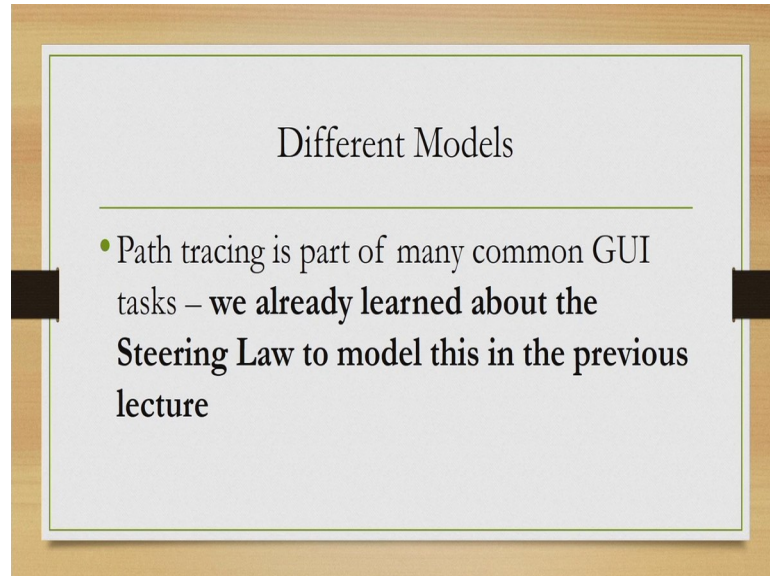 Different Models
•Path tracing is part of many common GUI
tasks – we already learned about the
Steering Law to model this in the previous
lecture